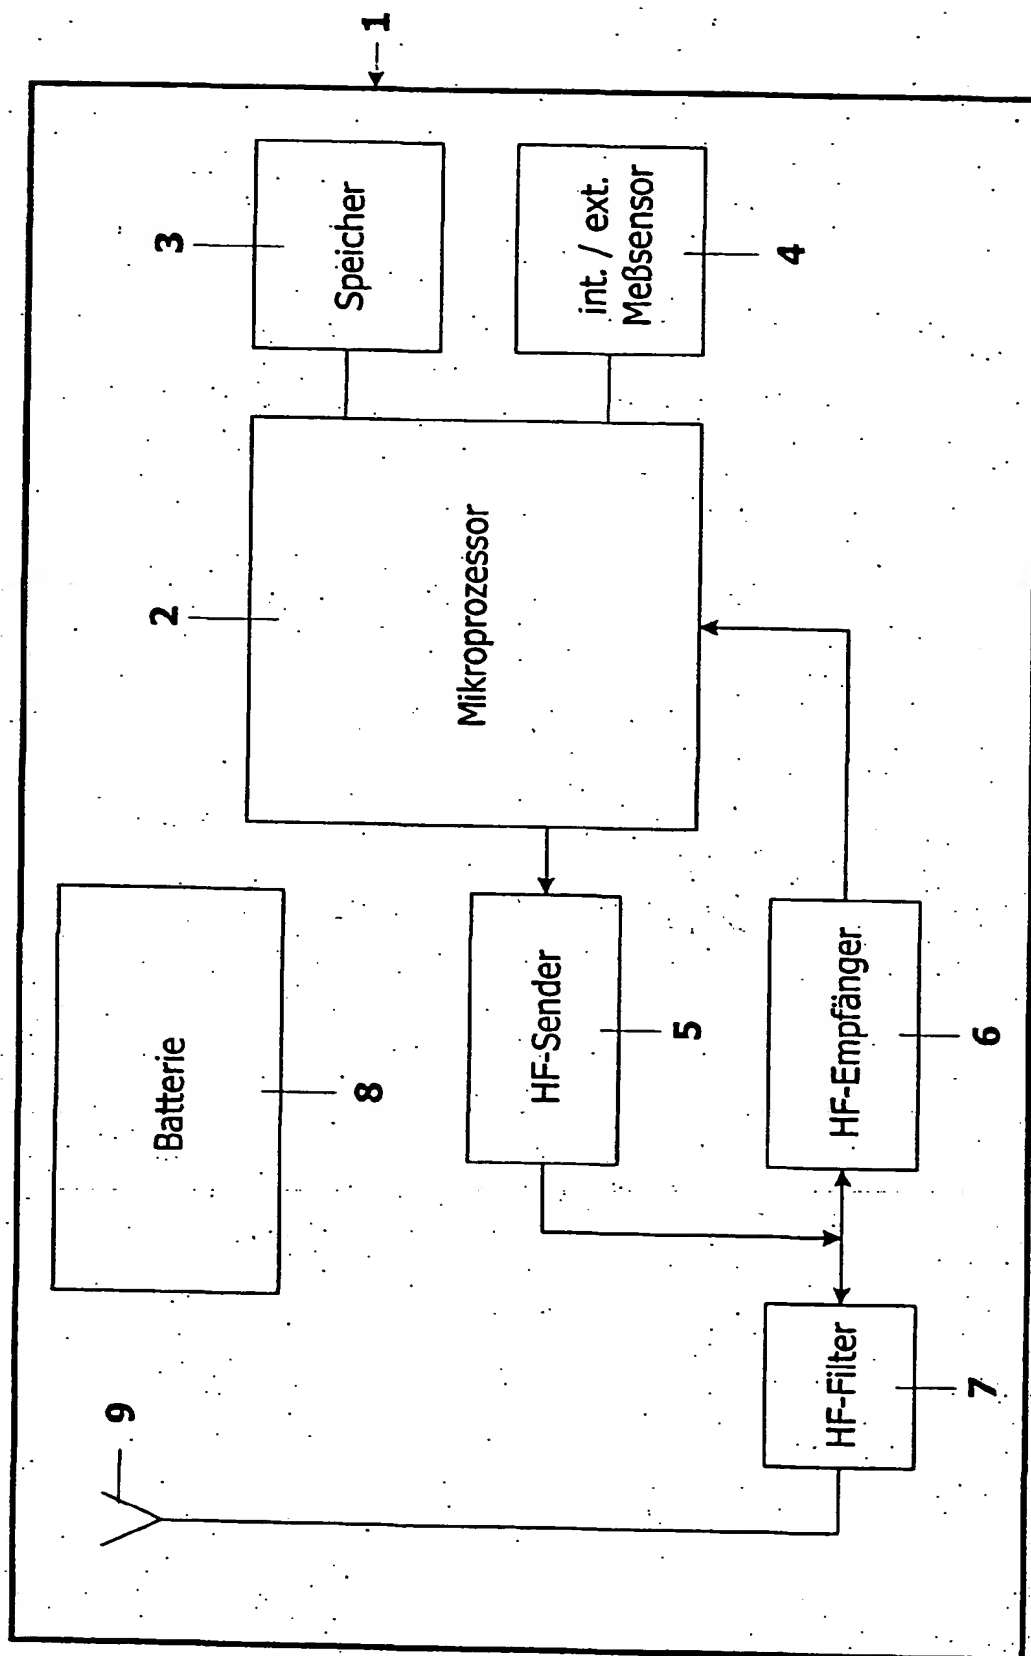 1
9
Batterie
8
2
3
Speicher
Mikroprozessor
int. / ext.
Meßsensor
4
HF-Sender
5
HF-Filter
7
HF-Empfänger
6